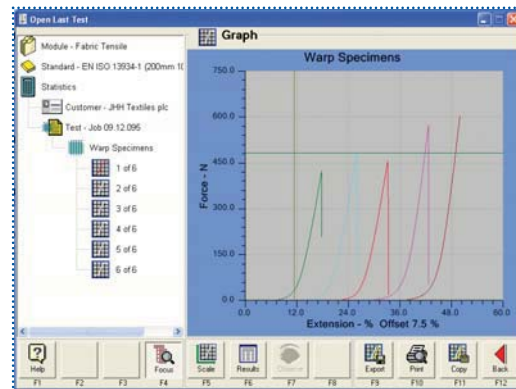 Open Last Test
Module - Fabric Tensile
Standard - EN ISO 13934-1 (200mm 10
Statistics
Customer - JHH Textiles plc
Test - Job 09.12.095
Warp Specimens
1 of 6
2 of 6
3 of 6
4 of 6
5 of 6
6 of 6
Graph
Warp Specimens
750.0
600.0
450.0
300.0
150.0
0.0
Force - N
0.0 12.0 24.0 36.0 48.0 60.0
Extension - % Offset 7.5 %
Help
Focus
Scale
Results
Observe
Export
Print
Copy
Back
F1 F2 F3 F4 F5 F6 F7 F8 F9 F10 F11 F12